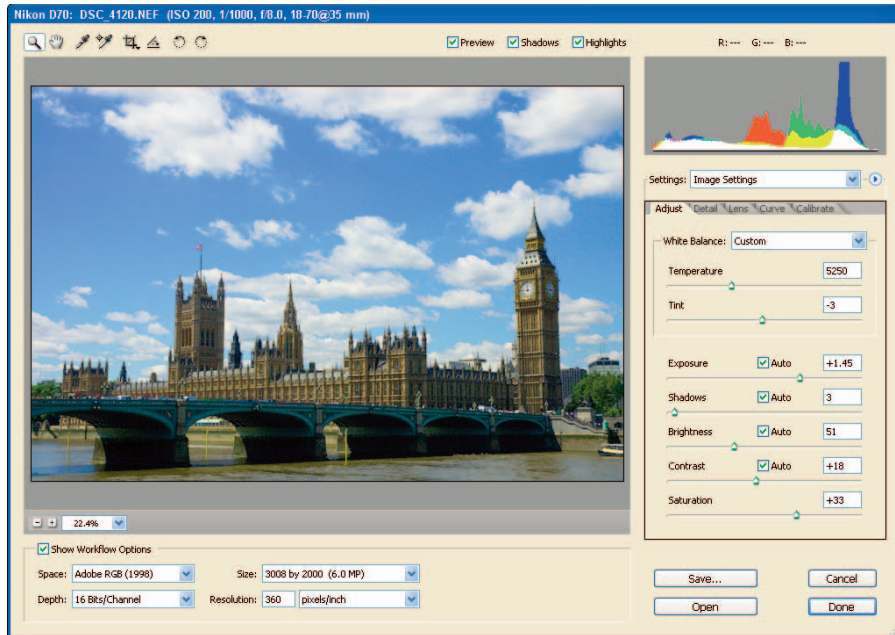 Nikon D70: DSC_4120.NEF (ISO 200, 1/1000, f/8.0, 18-70@35 mm)
Preview Shadows Highlights R: --- G: --- B: ---
Settings: Image Settings
Adjust Detail Lens Curve Calibrate
White Balance: Custom
Temperature 5250
Tint -3
Exposure Auto +1.45
Shadows Auto 3
Brightness Auto 51
Contrast Auto +18
Saturation +33
22.4%
Show Workflow Options
Space: Adobe RGB (1998) Size: 3008 by 2000 (6.0 MP)
Depth: 16 Bits/Channel Resolution: 360 pixels/inch
Save... Cancel
Open Done